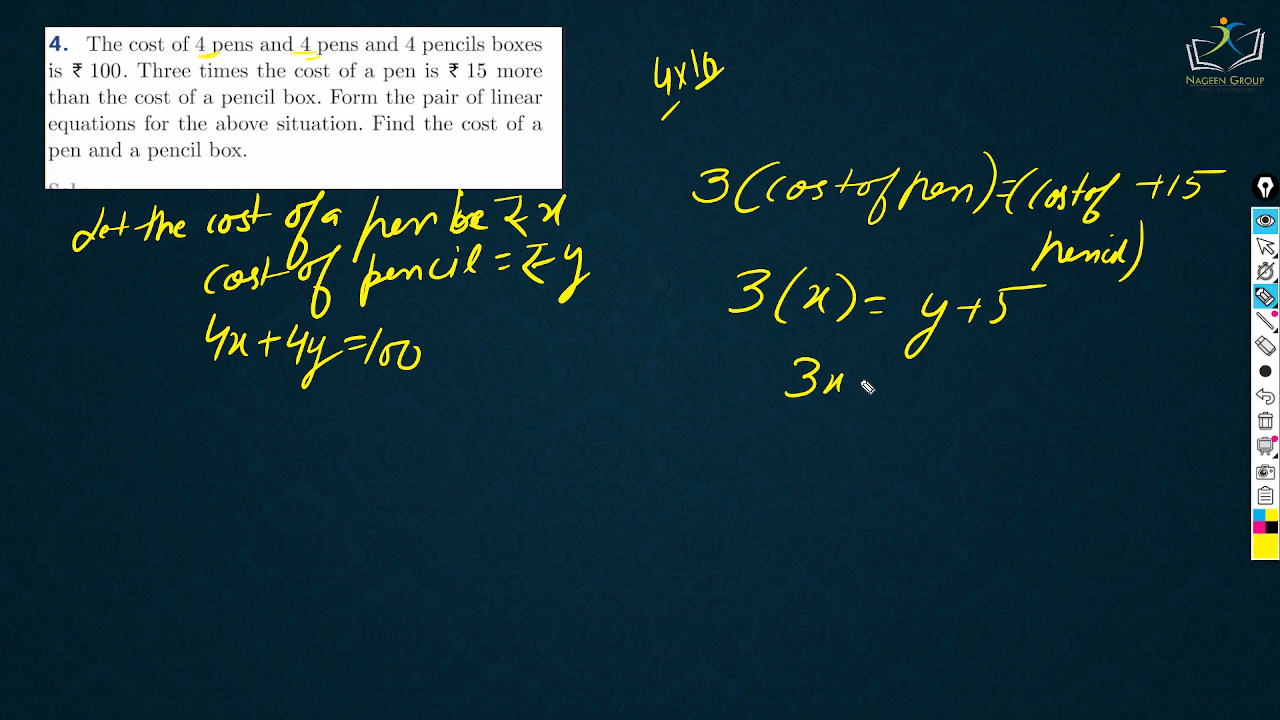 4. The cost of 4 pens and 4 pens and 4 pencils boxes
is ₹ 100. Three times the cost of a pen is ₹ 15 more
than the cost of a pencil box. Form the pair of linear
equations for the above situation. Find the cost of a
pen and a pencil box.
Let the cost of a pen be ₹ x
cost of pencil = ₹ y
4x+4y=100
4x10
3(cost of pen)=(cost of +15
pencil)
3(x)= y+5
3x
NAGEEN GROUP